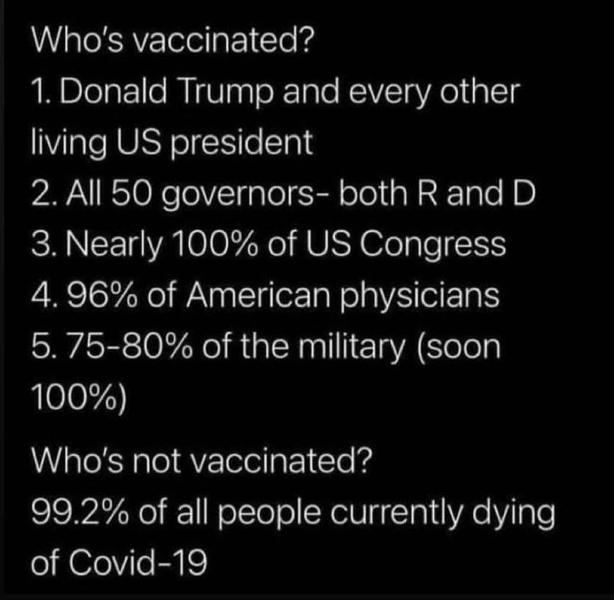 Who's vaccinated?
1. Donald Trump and every other
living US president
2. All 50 governors- both R and D
3. Nearly 100% of US Congress
4. 96% of American physicians
5. 75-80% of the military (soon
100%)
Who's not vaccinated?
99.2% of all people currently dying
of Covid-19